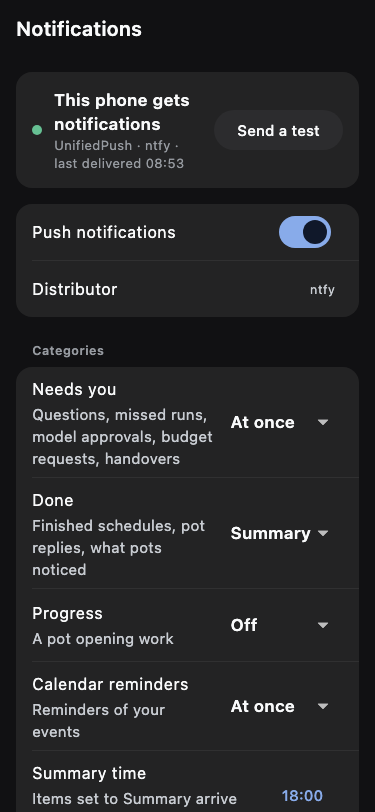 Notifications
This phone gets
notifications
UnifiedPush · ntfy ·
last delivered 08:53
Send a test
Push notifications
Distributor
ntfy
Categories
Needs you
Questions, missed runs,
model approvals, budget
requests, handovers
At once
Done
Finished schedules, pot
replies, what pots
noticed
Summary
Progress
A pot opening work
Off
Calendar reminders
Reminders of your
events
At once
Summary time
Items set to Summary arrive
18:00